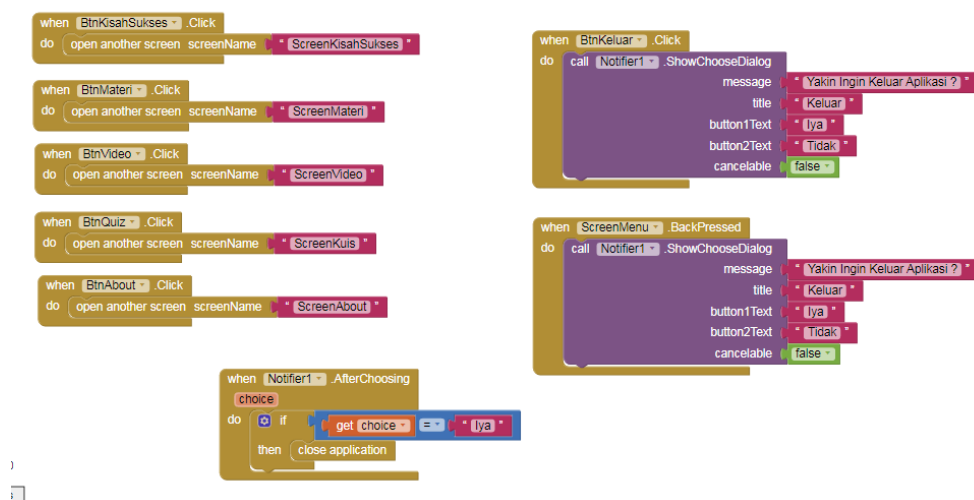 when BtnKisahSukses .Click
do open another screen screenName " ScreenKisahSukses "
when BtnMateri .Click
do open another screen screenName " ScreenMateri "
when BtnVideo .Click
do open another screen screenName " ScreenVideo "
when BtnQuiz .Click
do open another screen screenName " ScreenKuis "
when BtnAbout .Click
do open another screen screenName " ScreenAbout "
when BtnKeluar .Click
do call Notifier1 .ShowChooseDialog
message " Yakin Ingin Keluar Aplikasi ? "
title " Keluar "
button1Text " Iya "
button2Text " Tidak "
cancelable false
when ScreenMenu .BackPressed
do call Notifier1 .ShowChooseDialog
message " Yakin Ingin Keluar Aplikasi ? "
title " Keluar "
button1Text " Iya "
button2Text " Tidak "
cancelable false
when Notifier1 .AfterChoosing
choice
do if get choice = " Iya "
then close application